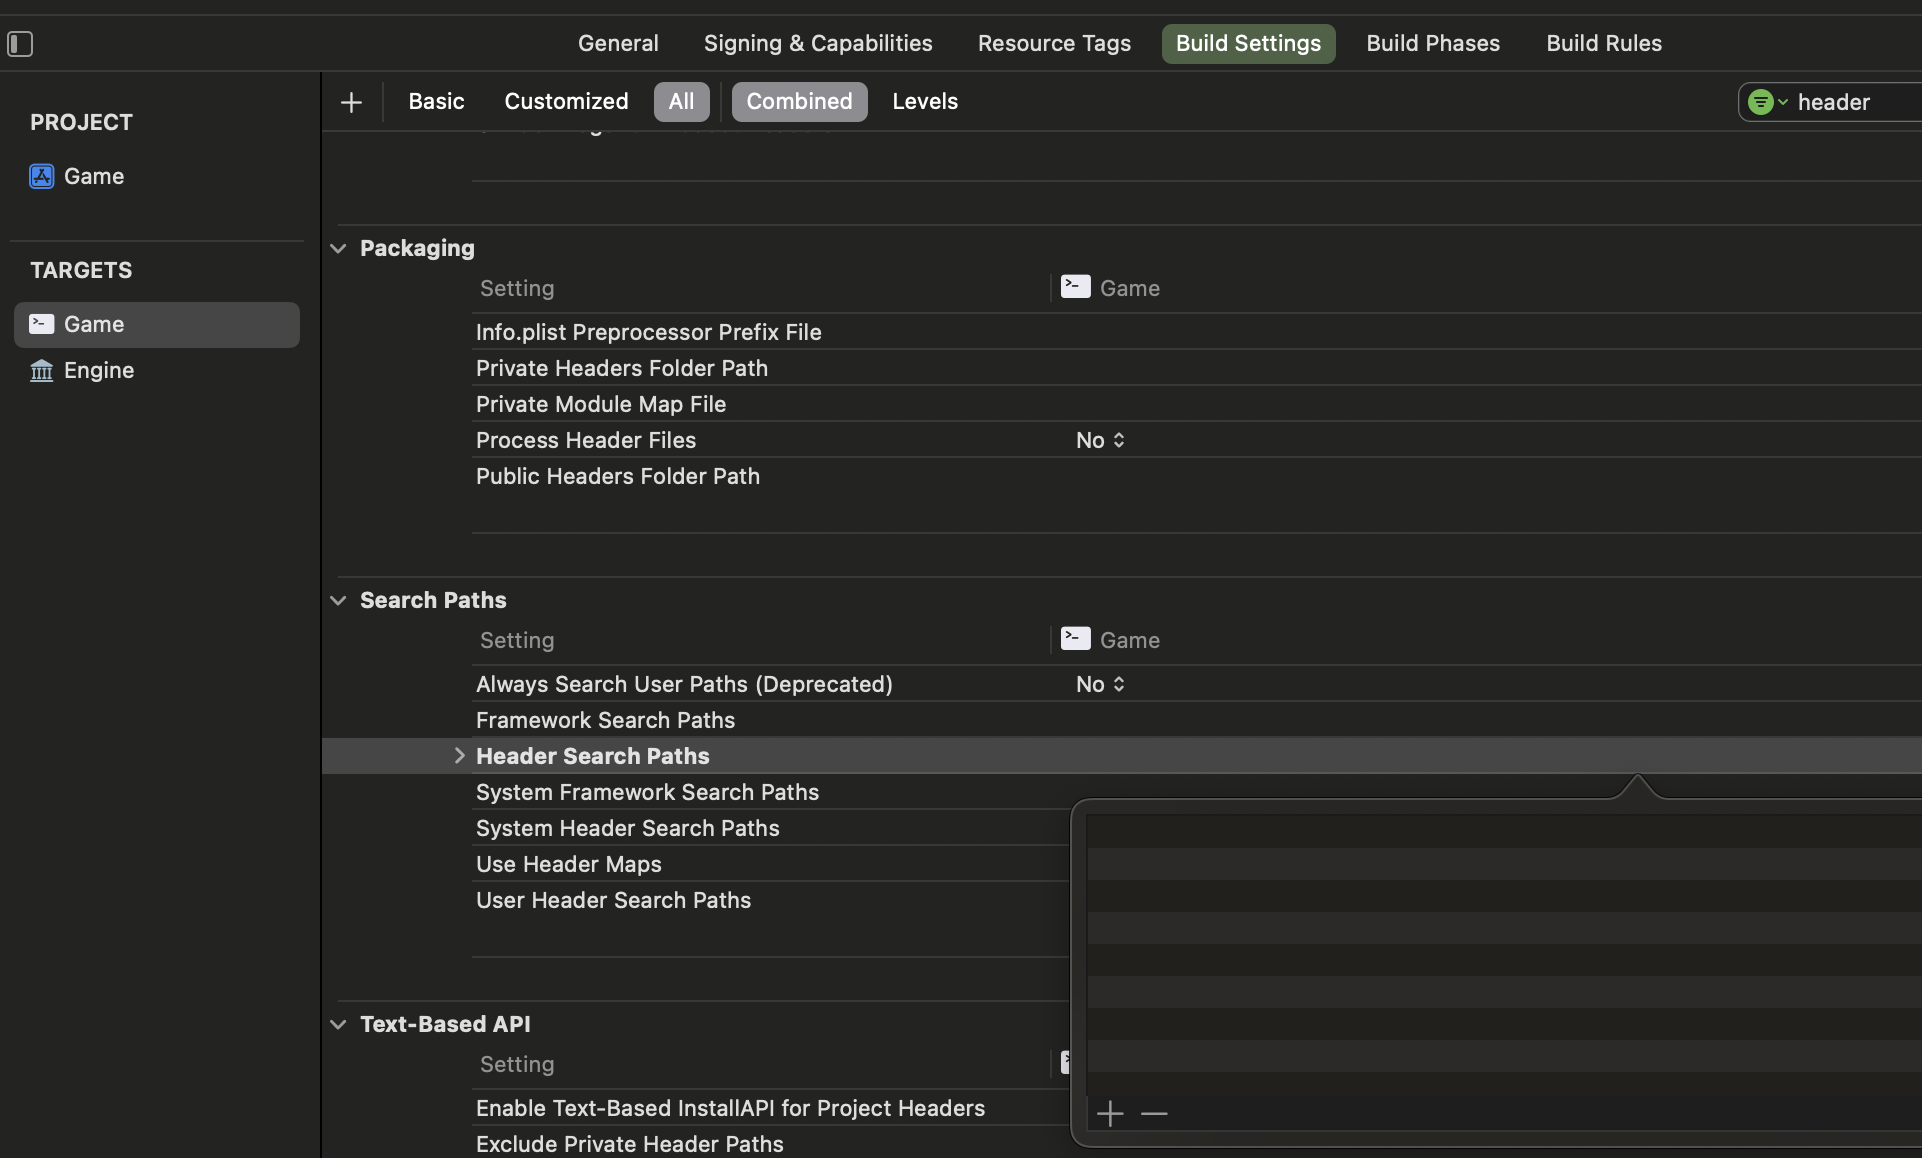 General Signing & Capabilities Resource Tags Build Settings Build Phases Build Rules
PROJECT
Game
TARGETS
Game
Engine
Basic Customized All Combined Levels header
Packaging
Setting Game
Info.plist Preprocessor Prefix File
Private Headers Folder Path
Private Module Map File
Process Header Files No
Public Headers Folder Path
Search Paths
Setting Game
Always Search User Paths (Deprecated) No
Framework Search Paths
Header Search Paths
System Framework Search Paths
System Header Search Paths
Use Header Maps
User Header Search Paths
Text-Based API
Setting
Enable Text-Based InstallAPI for Project Headers
Exclude Private Header Paths